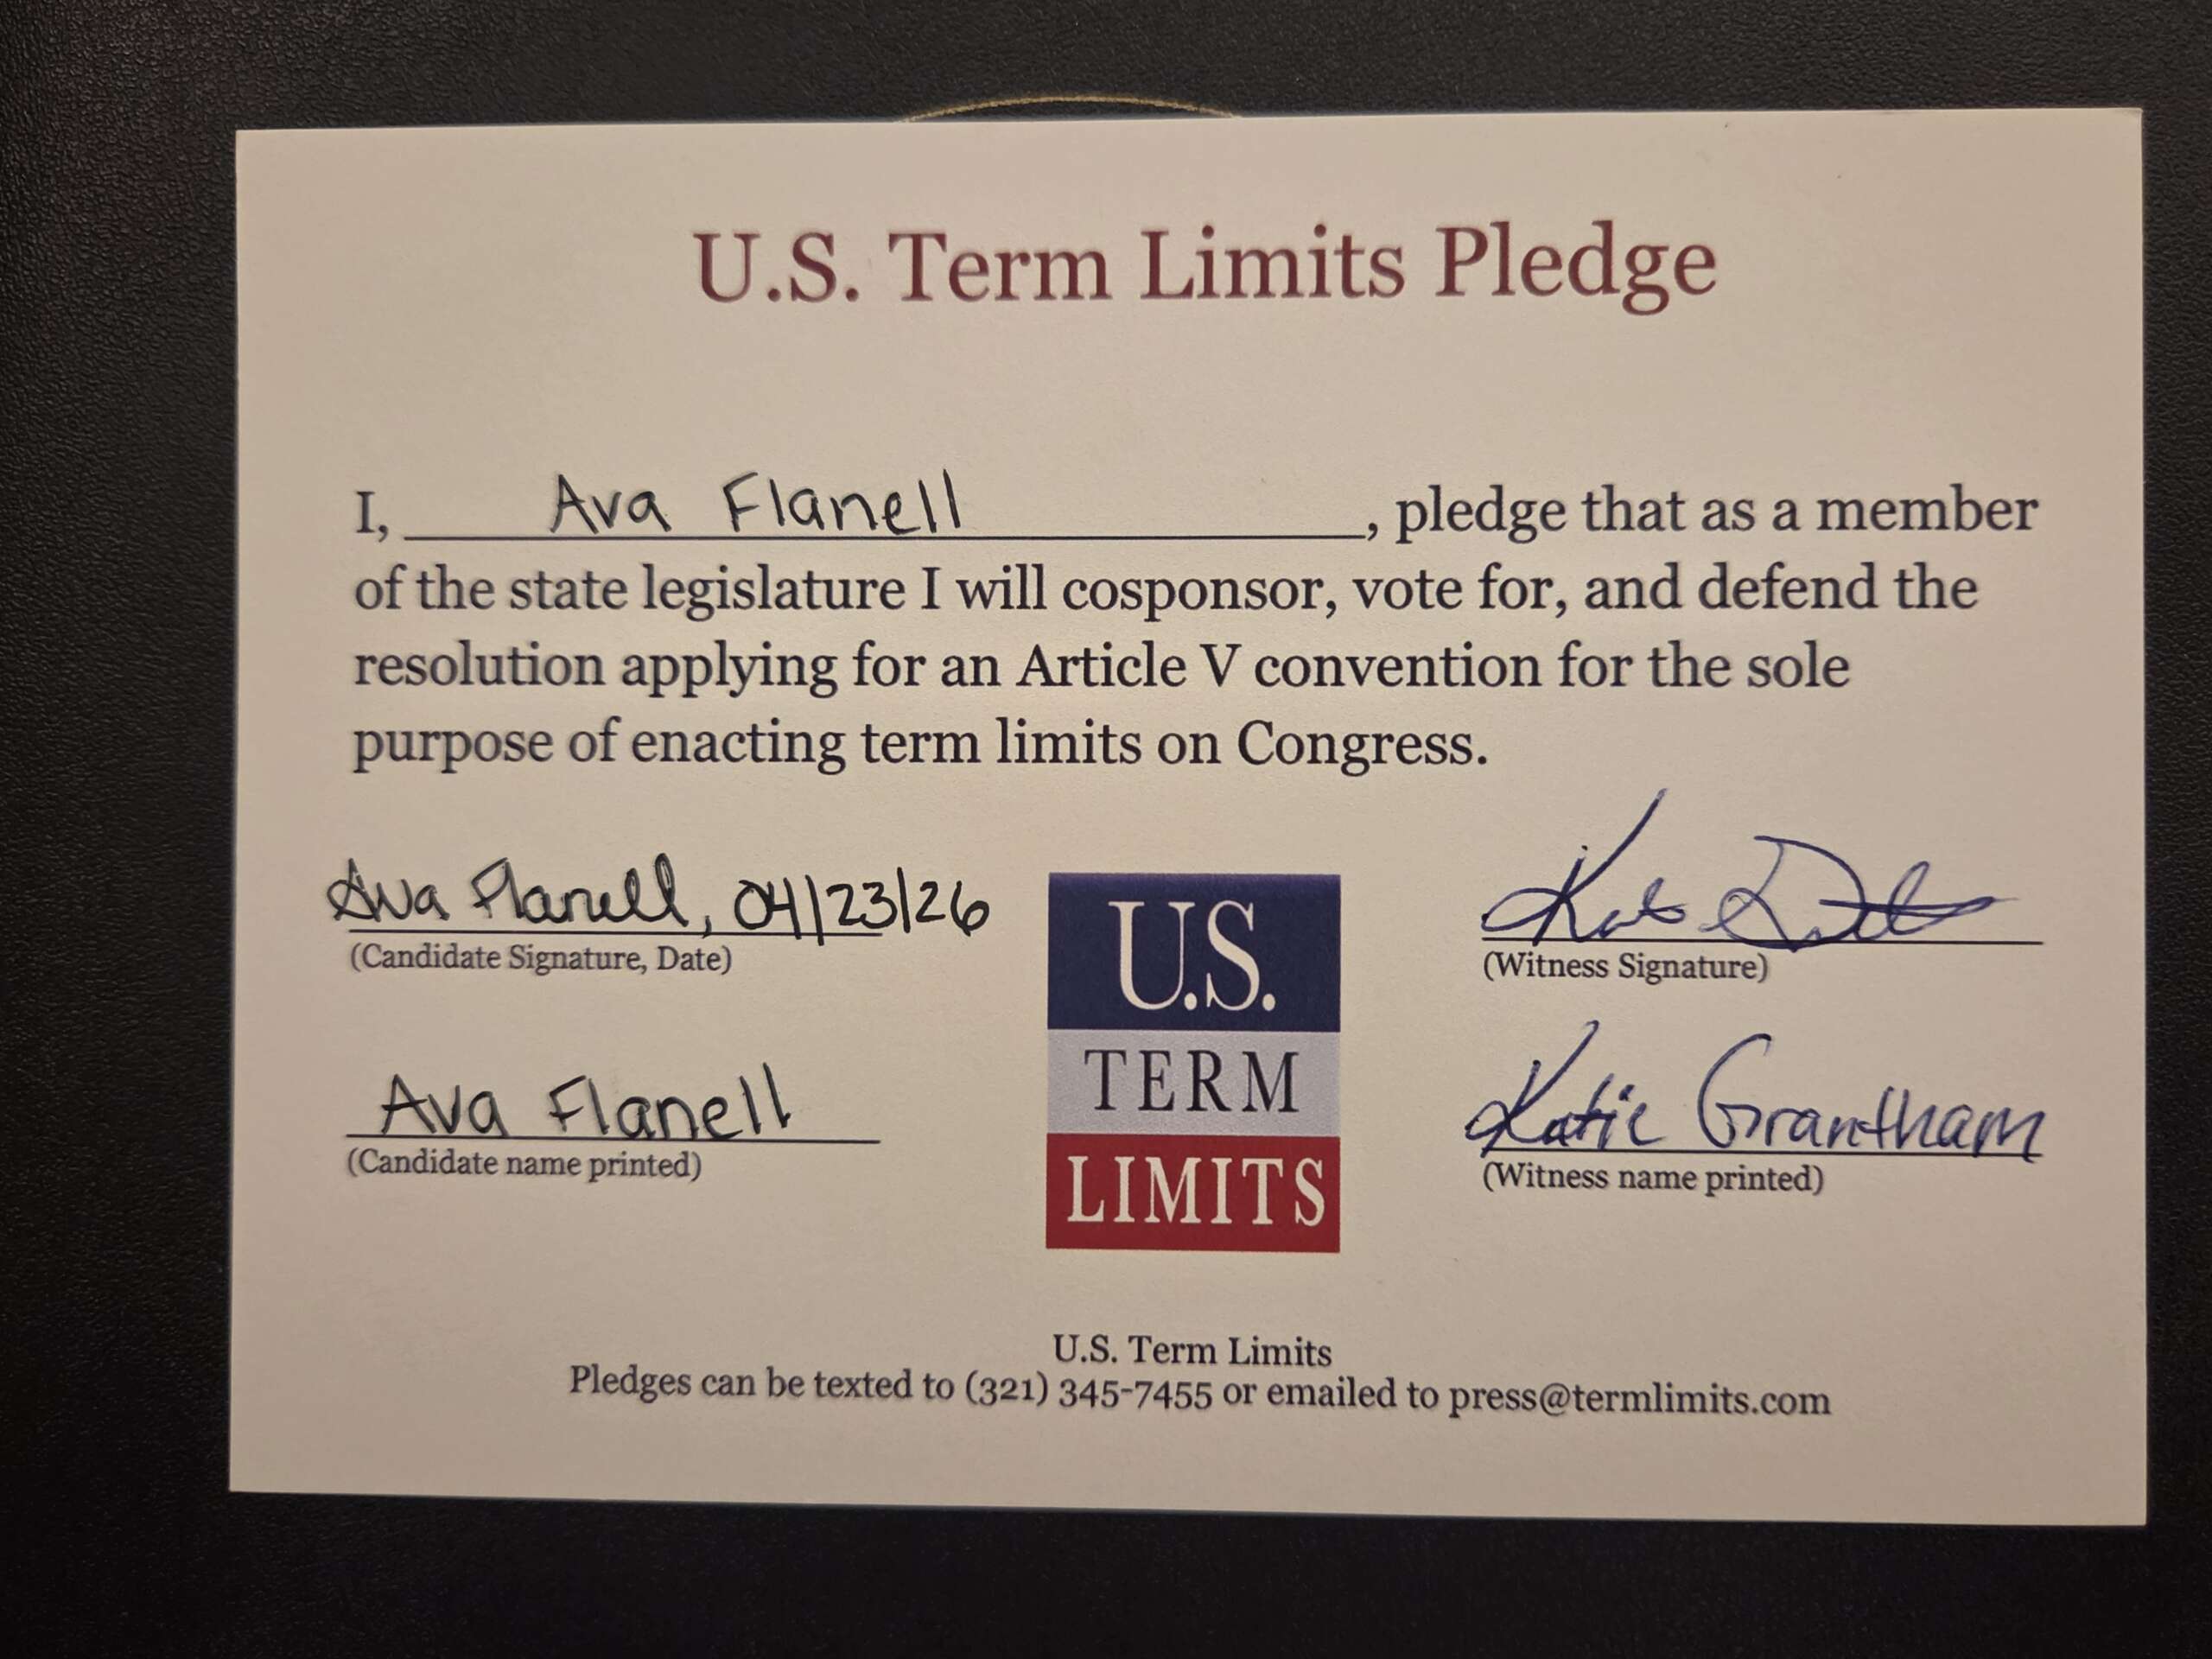 U.S. Term Limits Pledge
I, Ava Flanell, pledge that as a member
of the state legislature I will cosponsor, vote for, and defend the
resolution applying for an Article V convention for the sole
purpose of enacting term limits on Congress.
Ava Flanell, 04/23/26
(Candidate Signature, Date)
Ava Flanell
(Candidate name printed)
U.S.
TERM
LIMITS
(Witness Signature)
Katie Grantham
(Witness name printed)
U.S. Term Limits
Pledges can be texted to (321) 345-7455 or emailed to press@termlimits.com